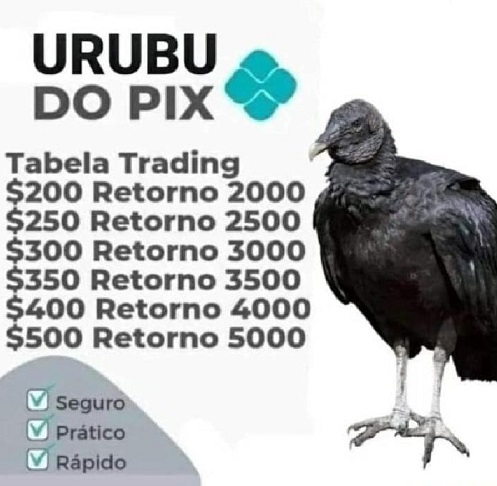 URUBU
DO PIX
Tabela Trading
$200 Retorno 2000
$250 Retorno 2500
$300 Retorno 3000
$350 Retorno 3500
$400 Retorno 4000
$500 Retorno 5000
Seguro
Prático
Rápido